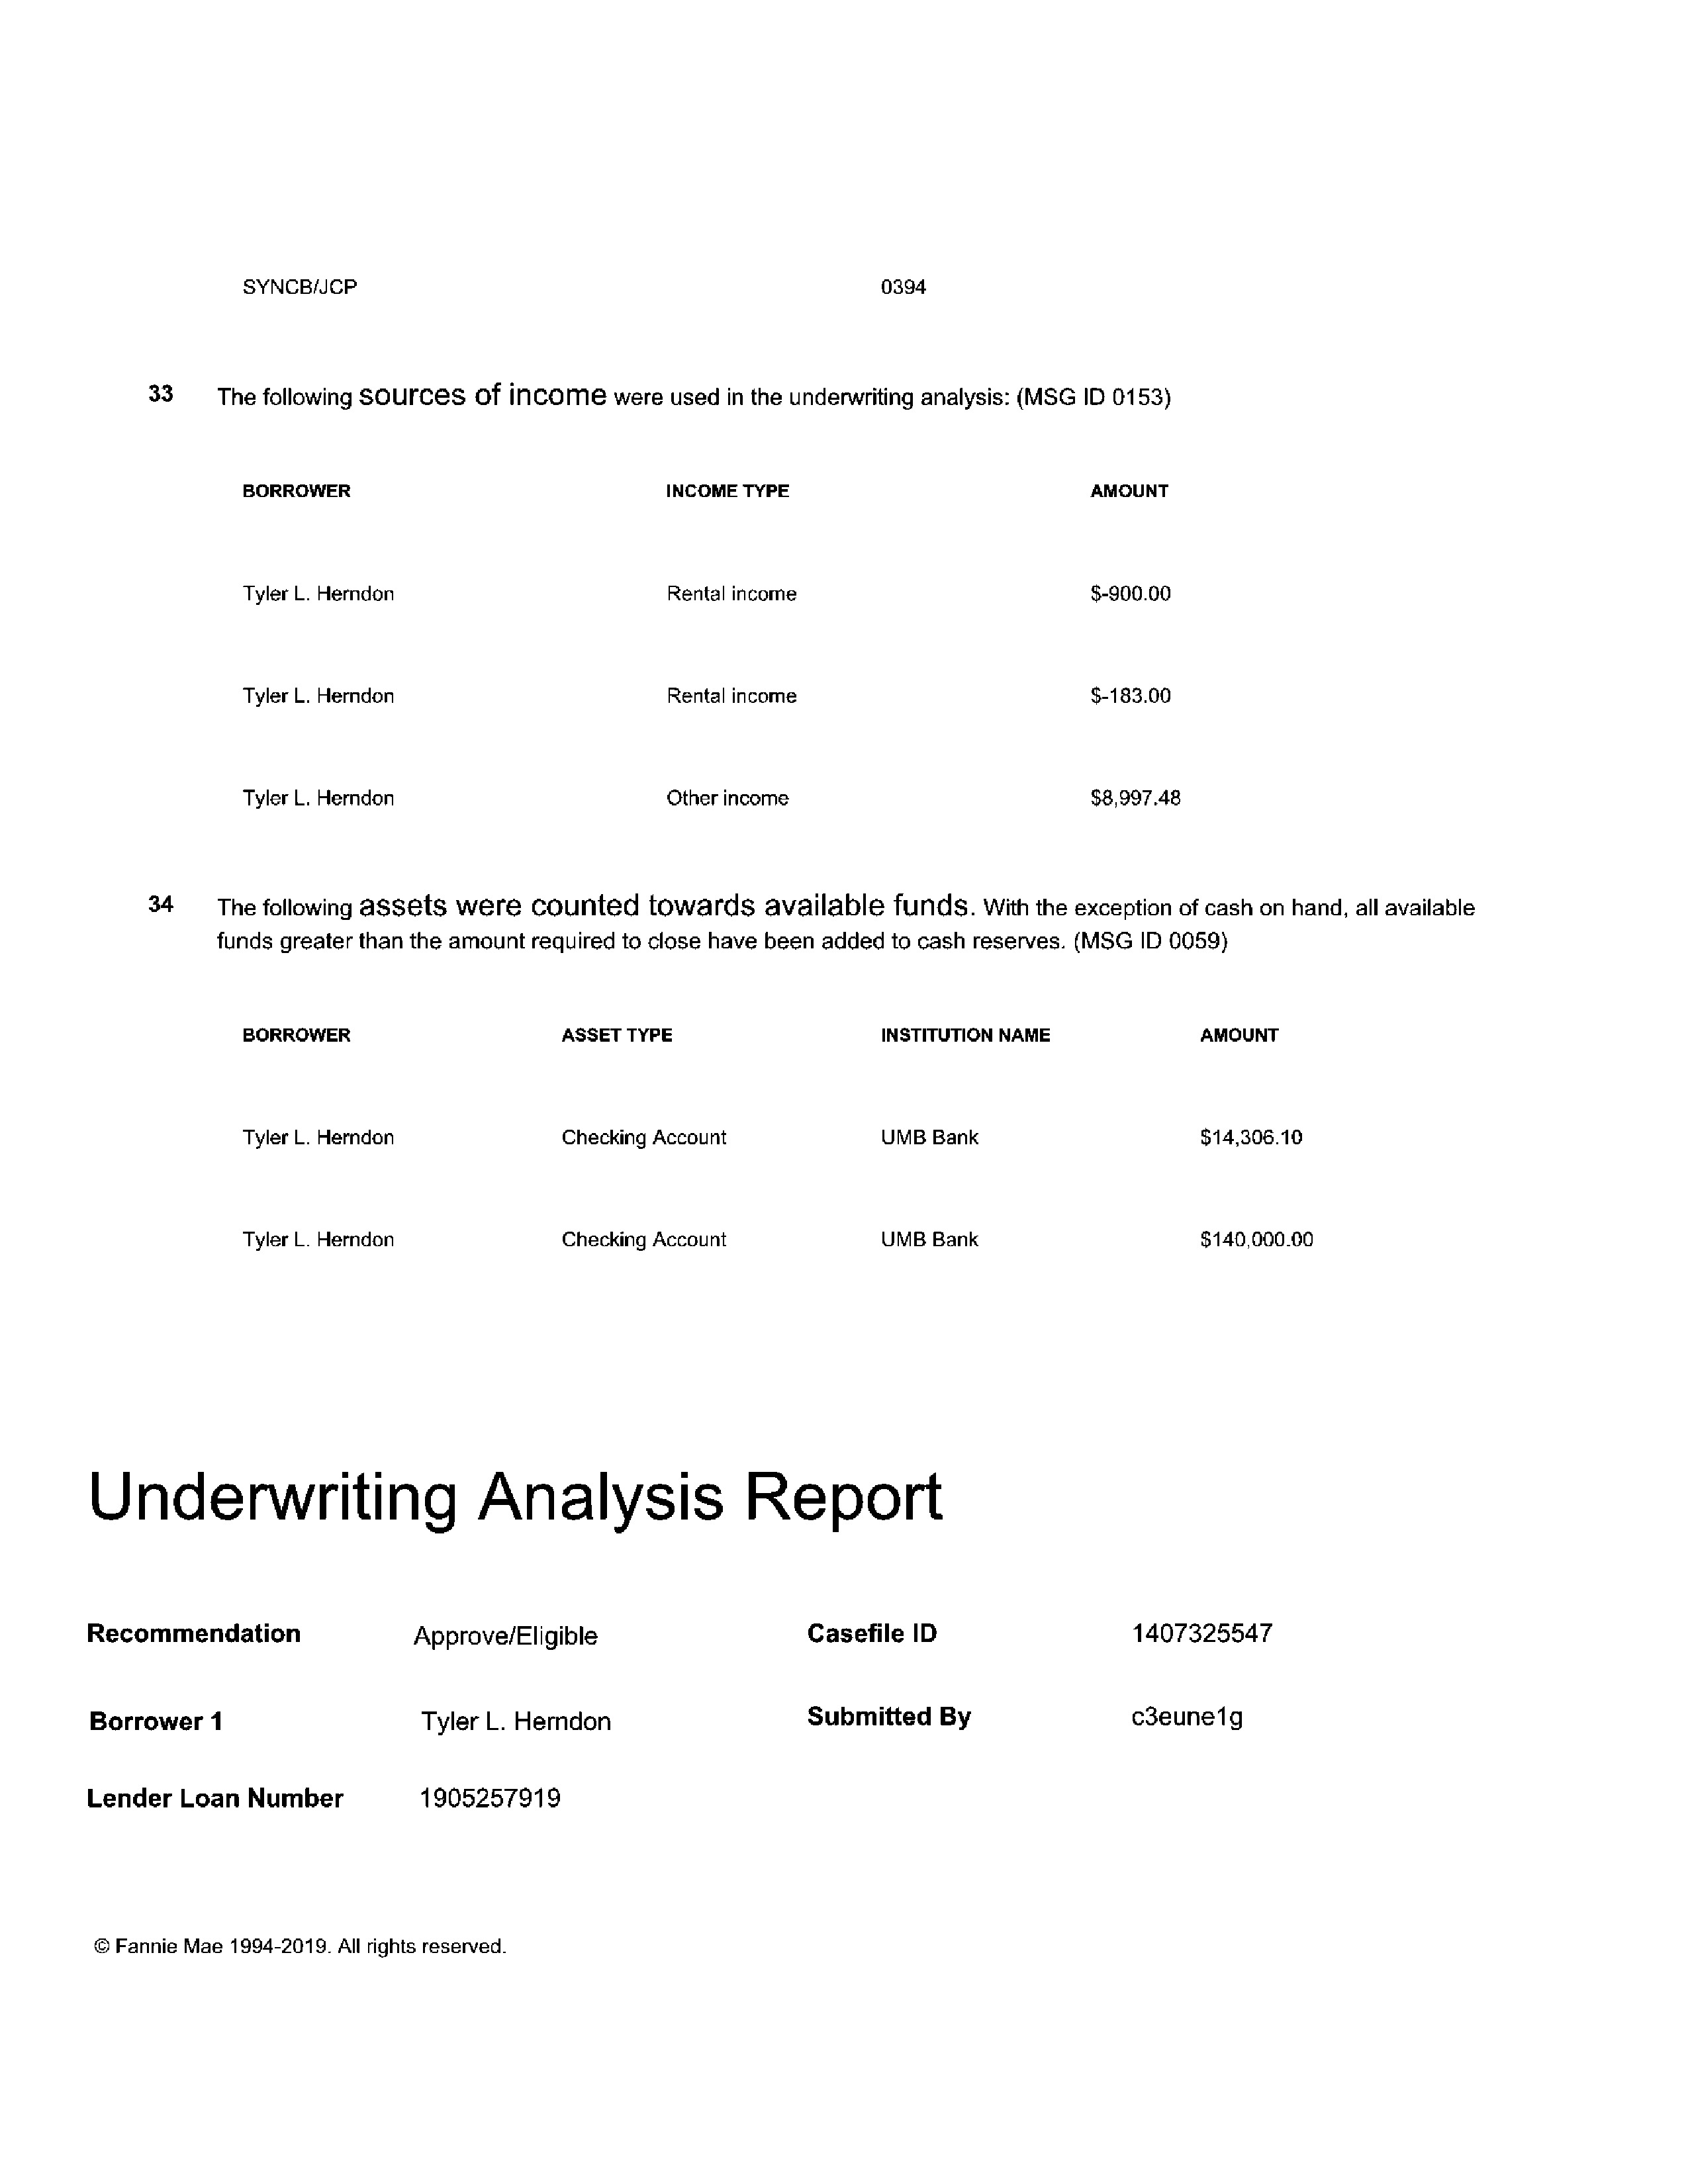 SYNCB/JCP 0394
33 The following sources of income were used in the underwriting analysis: (MSG ID 0153)
BORROWER INCOME TYPE AMOUNT
Tyler L. Herndon Rental income $-900.00
Tyler L. Herndon Rental income $-183.00
Tyler L. Herndon Other income $8,997.48
34 The following assets were counted towards available funds. With the exception of cash on hand, all available
funds greater than the amount required to close have been added to cash reserves. (MSG ID 0059)
BORROWER ASSET TYPE INSTITUTION NAME AMOUNT
Tyler L. Herndon Checking Account UMB Bank $14,306.10
Tyler L. Herndon Checking Account UMB Bank $140,000.00
Underwriting Analysis Report
Recommendation Approve/Eligible Casefile ID 1407325547
Borrower 1 Tyler L. Herndon Submitted By c3eune1g
Lender Loan Number 1905257919
© Fannie Mae 1994-2019. All rights reserved.